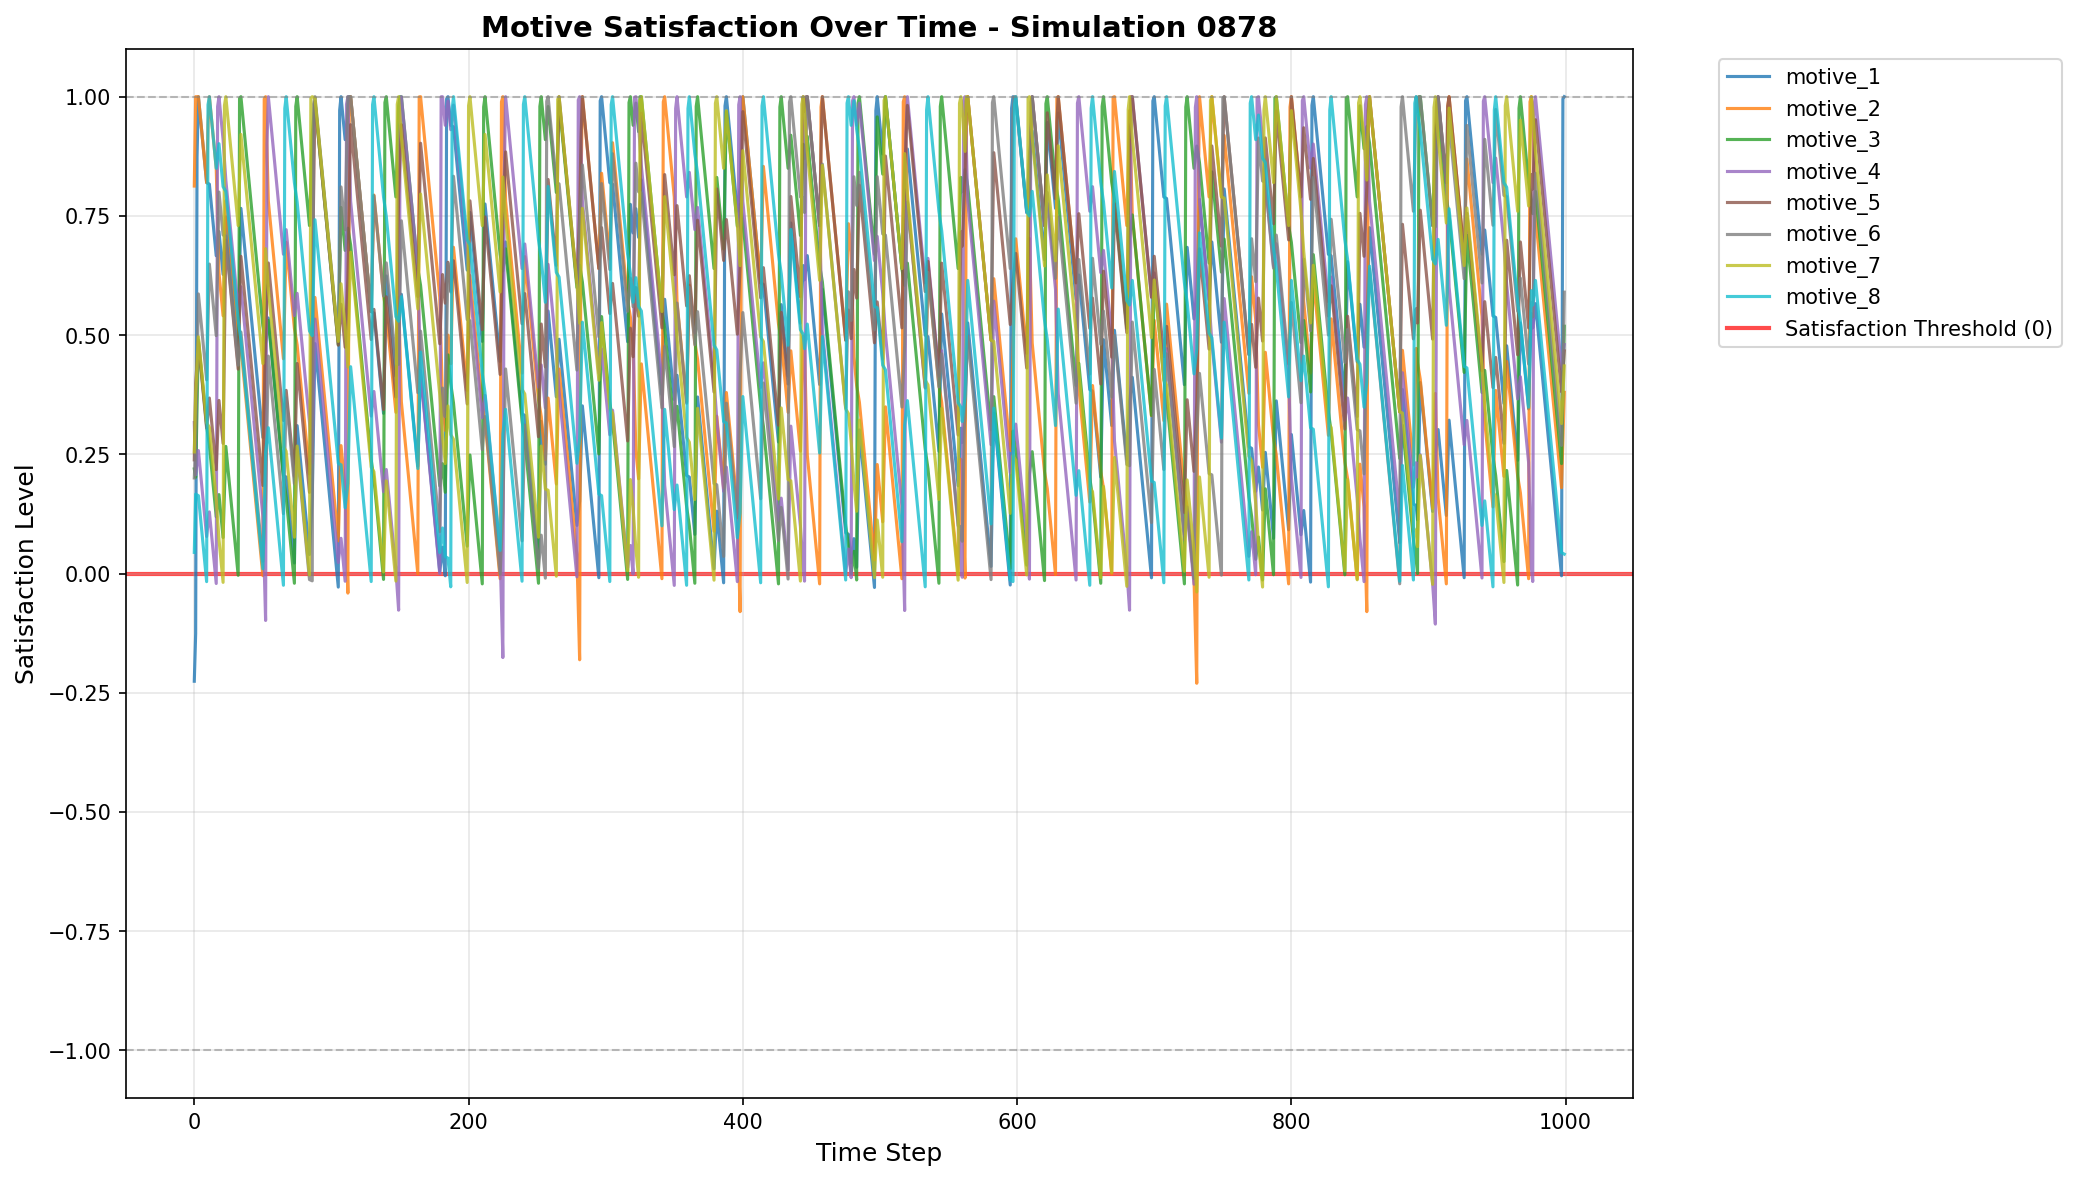 Motive Satisfaction Over Time - Simulation 0878
Satisfaction Level
1.00
0.75
0.50
0.25
0.00
−0.25
−0.50
−0.75
−1.00
0
200
400
600
800
1000
Time Step
motive_1
motive_2
motive_3
motive_4
motive_5
motive_6
motive_7
motive_8
Satisfaction Threshold (0)